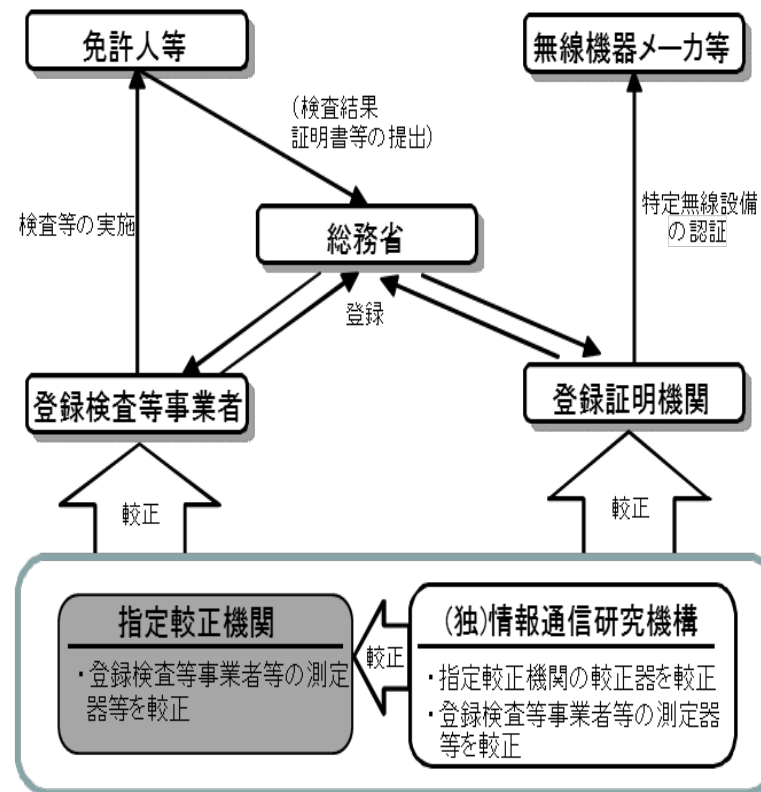 免許人等
無線機器メーカ等
(検査結果
証明書等の提出)
検査等の実施
特定無線設備
の認証
総務省
登録
登録検査等事業者
登録証明機関
較正
較正
指定較正機関
・登録検査等事業者等の測定
器等を較正
較正
(独)情報通信研究機構
・指定較正機関の較正器を較正
・登録検査等事業者等の測定器
等を較正